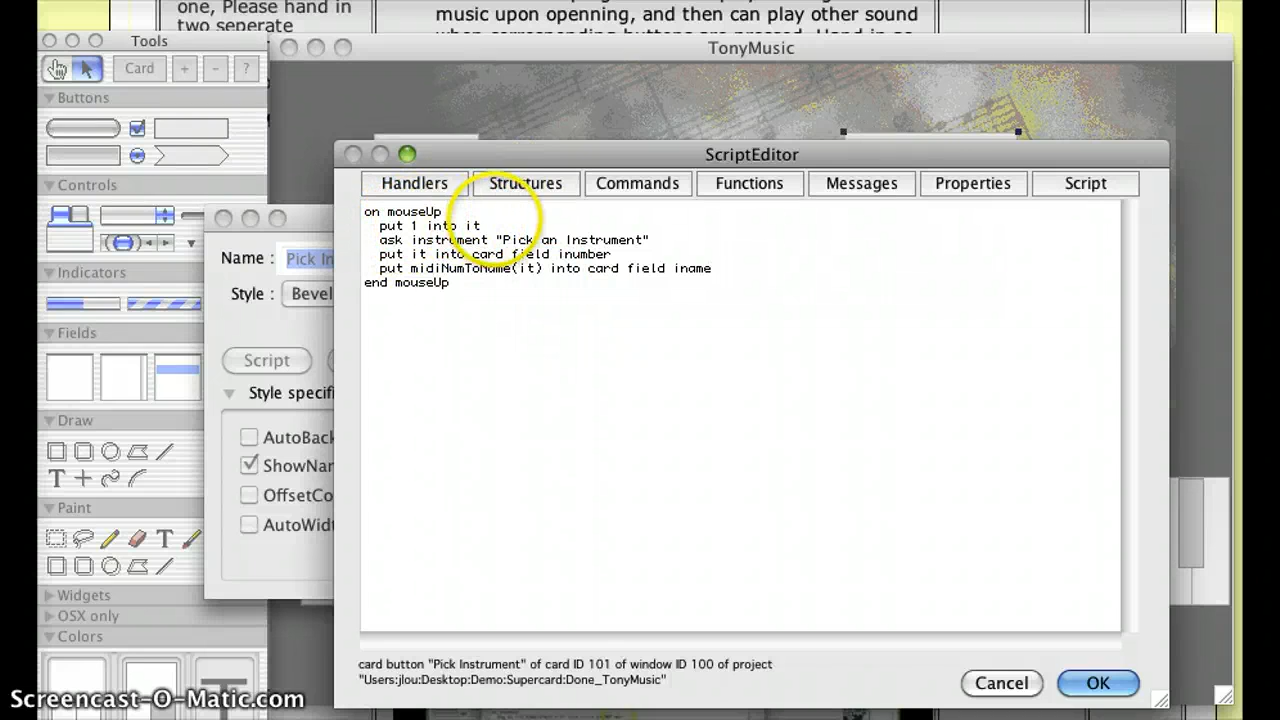 one, Please hand in
two seperate
music upon openning, and then can play other sound
Tools
TonyMusic
Card
+
-
?
Buttons
ScriptEditor
Handlers
Structures
Commands
Functions
Messages
Properties
Script
Controls
on mouseUp
put 1 into it
ask instrument "Pick an Instrument"
put it into card field inumber
put midiNumToName(it) into card field iname
end mouseUp
Name :
Pick In
Indicators
Style :
Bevel
Fields
Script
Style specifi
Draw
T
AutoBack
ShowNam
OffsetCo
AutoWidt
Paint
T
Widgets
OSX only
Colors
card button "Pick Instrument" of card ID 101 of window ID 100 of project
"Users:jlou:Desktop:Demo:Supercard:Done_TonyMusic"
Cancel
OK
Screencast-O-Matic.com